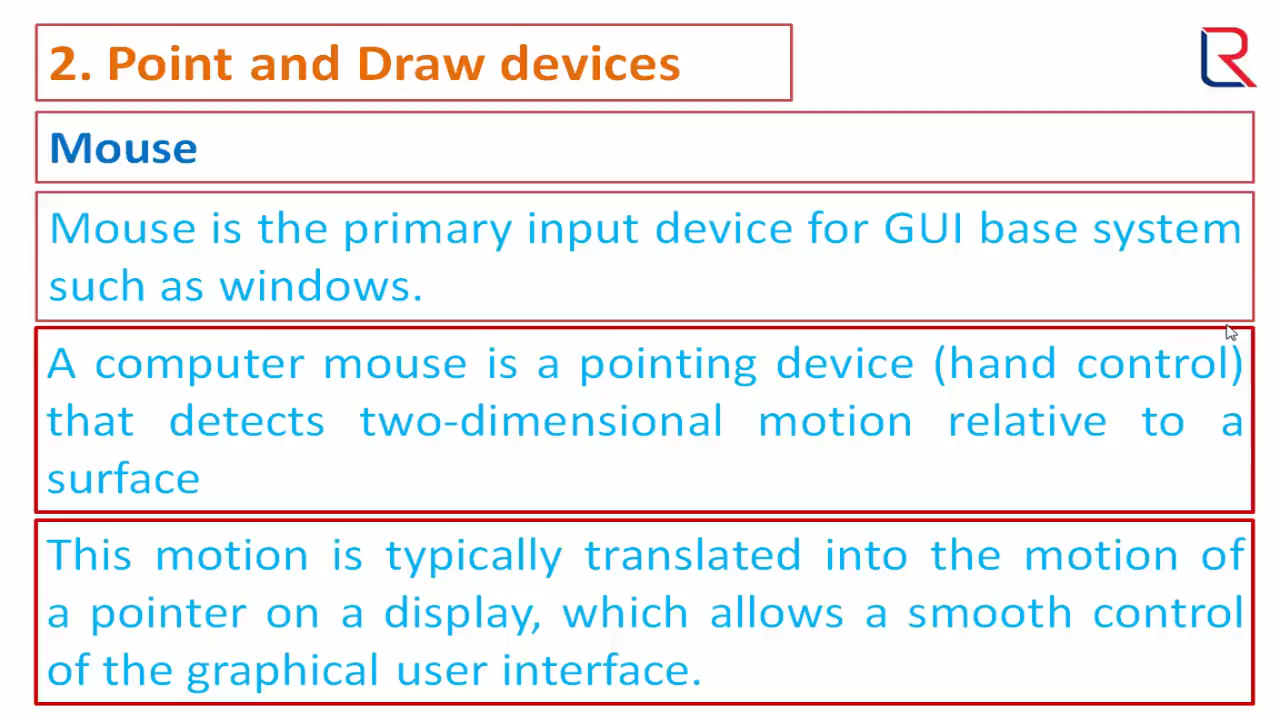 2. Point and Draw devices
Mouse
Mouse is the primary input device for GUI base system
such as windows.
A computer mouse is a pointing device (hand control)
that detects two-dimensional motion relative to a
surface
This motion is typically translated into the motion of
a pointer on a display, which allows a smooth control
of the graphical user interface.